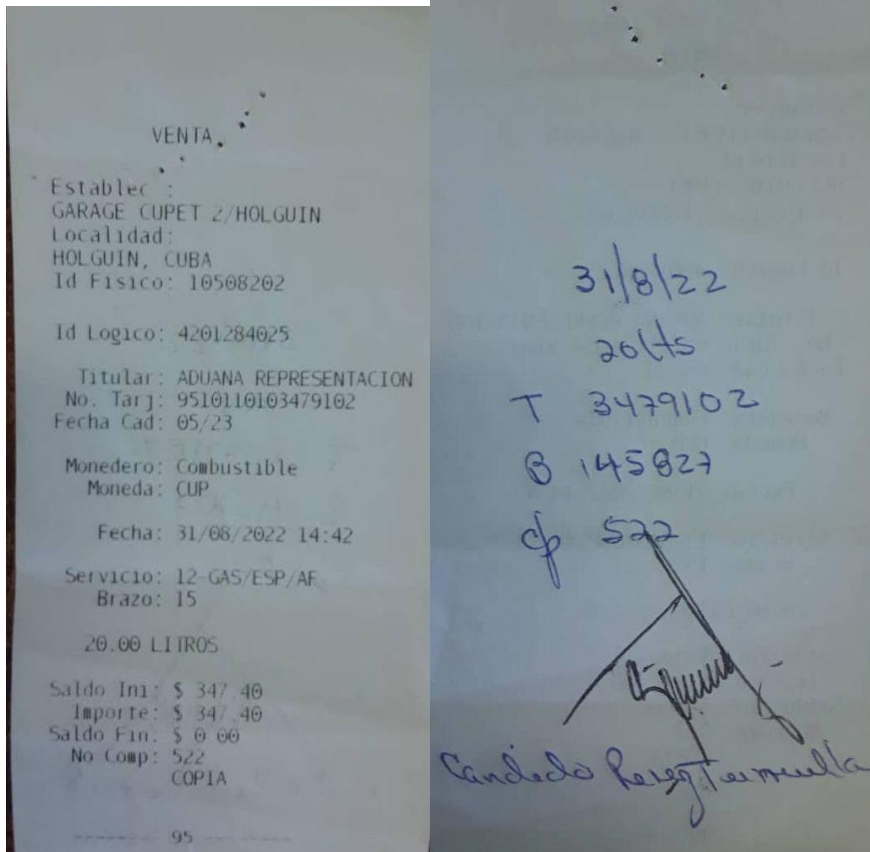 VENTA
Establec :
GARAGE CUPET 2/HOLGUIN
Localidad:
HOLGUIN, CUBA
Id Fisico: 10508202
Id Logico: 4201284025
Titular: ADUANA REPRESENTACION
No. Tarj: 9510110103479102
Fecha Cad: 05/23
Monedero: Combustible
Moneda: CUP
Fecha: 31/08/2022 14:42
Servicio: 12-GAS/ESP/AF
Brazo: 15
20.00 LITROS
Saldo Ini: $ 347.40
Importe: $ 347.40
Saldo Fin: $ 0.00
No Comp: 522
COPIA
-------- 95 --------
31/8/22
20lts
T 3479102
B 145827
cp 522
Candido Perez